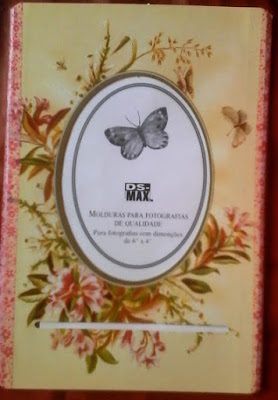 DS-
MAX
MOLDURAS PARA FOTOGRAFIAS
DE QUALIDADE
Para fotografias com dimensões
de 6" x 4"